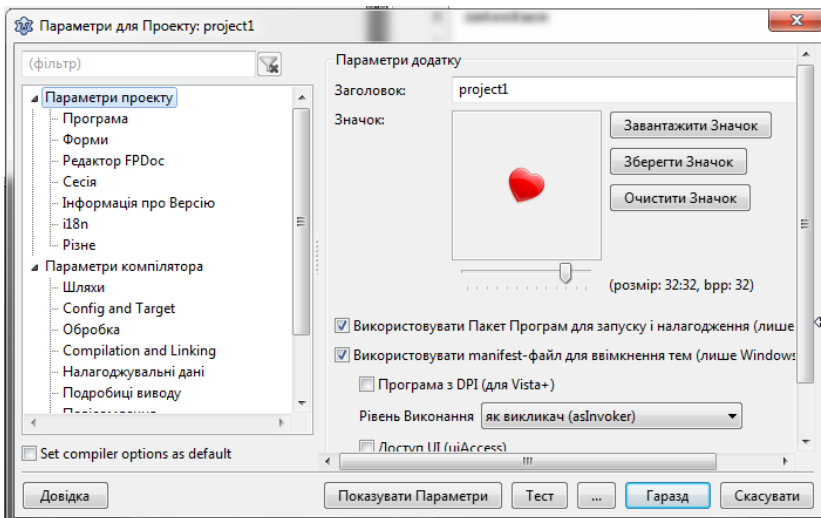 Параметри для Проекту: project1
(фільтр)
Параметри проекту
Програма
Форми
Редактор FPDoc
Сесія
Інформація про Версію
i18n
Різне
Параметри компілятора
Шляхи
Config and Target
Обробка
Compilation and Linking
Налагоджувальні дані
Подробиці виводу
Set compiler options as default
Параметри додатку
Заголовок: project1
Значок:
Завантажити Значок
Зберегти Значок
Очистити Значок
(розмір: 32:32, bpp: 32)
Використовувати Пакет Програм для запуску і налагодження (лише
Використовувати manifest-файл для ввімкнення тем (лише Windows
Програма з DPI (для Vista+)
Рівень Виконання як викликач (asInvoker)
Доступ UI (uiAccess)
Довідка Показувати Параметри Тест ... Гаразд Скасувати